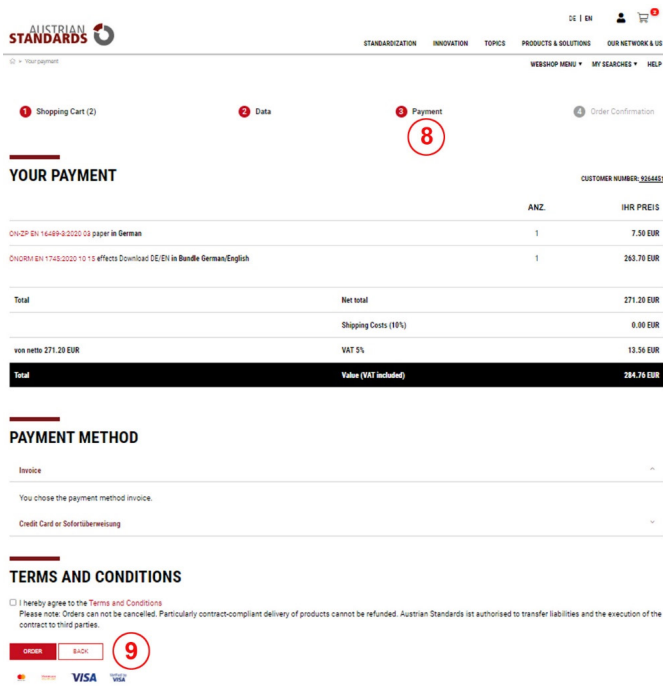 DE | EN
2
AUSTRIAN
STANDARDS
STANDARDIZATION INNOVATION TOPICS PRODUCTS & SOLUTIONS OUR NETWORK & US
» Your payment
WEBSHOP MENU ▾ MY SEARCHES ▾ HELP
1 Shopping Cart (2) 2 Data 3 Payment 4 Order Confirmation
8
YOUR PAYMENT
CUSTOMER NUMBER: 9264451
ANZ. IHR PREIS
ON-ZP EN 16489-3:2020 03 paper in German 1 7.50 EUR
ÖNORM EN 1745:2020 10 15 effects Download DE/EN in Bundle German/English 1 263.70 EUR
Total Net total 271.20 EUR
Shipping Costs (10%) 0.00 EUR
von netto 271.20 EUR VAT 5% 13.56 EUR
Total Value (VAT included) 284.76 EUR
PAYMENT METHOD
Invoice
You chose the payment method invoice.
Credit Card or Sofortüberweisung
TERMS AND CONDITIONS
I hereby agree to the Terms and Conditions
Please note: Orders can not be cancelled. Particularly contract-compliant delivery of products cannot be refunded. Austrian Standards ist authorised to transfer liabilities and the execution of the
contract to third parties.
ORDER BACK 9
VISA VISA